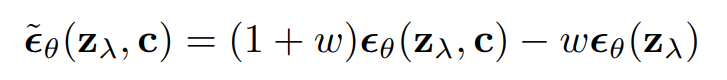 ϵ̃_θ(z_λ, c) = (1 + w)ϵ_θ(z_λ, c) − wϵ_θ(z_λ)